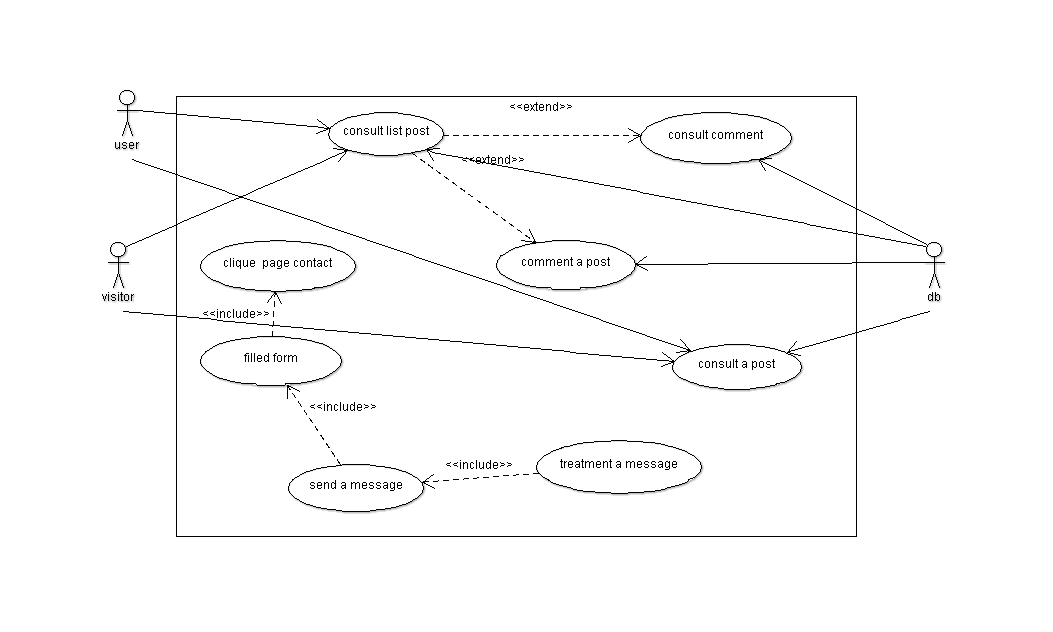 <<extend>>
consult list post
consult comment
user
<<extend>>
clique page contact
comment a post
visitor
db
<<include>>
filled form
consult a post
<<include>>
<<include>>
treatment a message
send a message